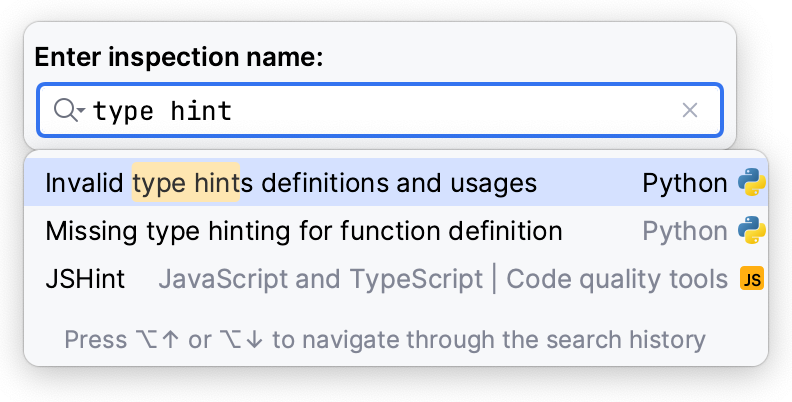 Enter inspection name:
type hint
Invalid type hints definitions and usages Python
Missing type hinting for function definition Python
JSHint JavaScript and TypeScript | Code quality tools JS
Press ⌥↑ or ⌥↓ to navigate through the search history